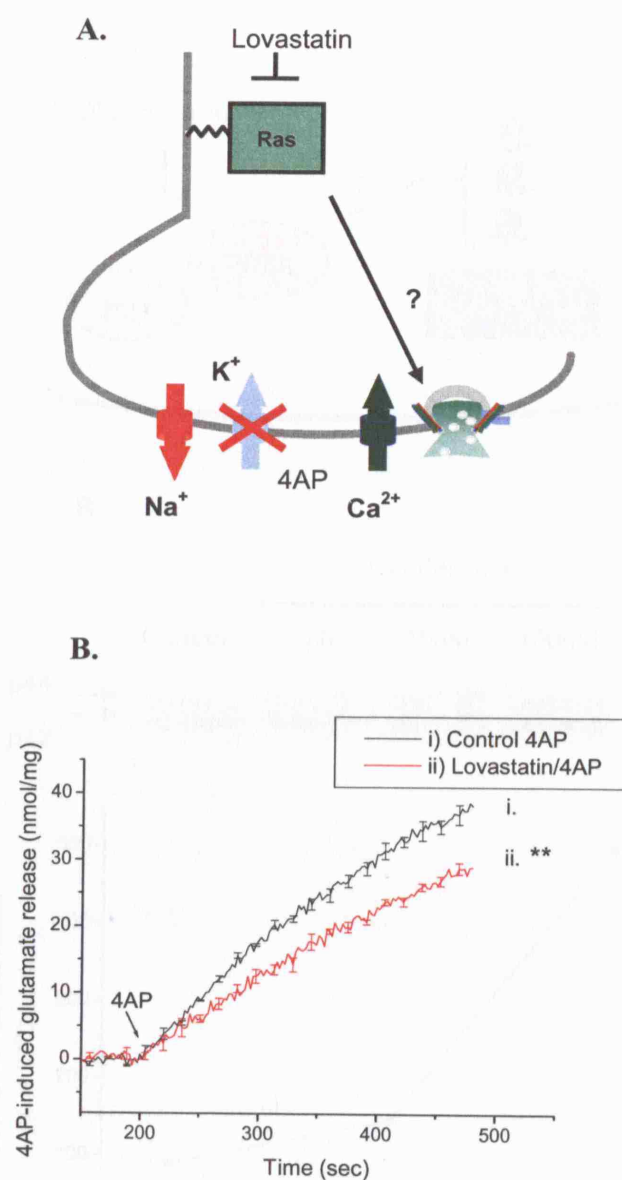 A.
Lovastatin
Ras
?
K+
4AP
Na+
Ca2+
B.
i) Control 4AP
ii) Lovastatin/4AP
i.
ii. **
4AP
4AP-induced glutamate release (nmol/mg)
40
30
20
10
0
200
300
400
500
Time (sec)